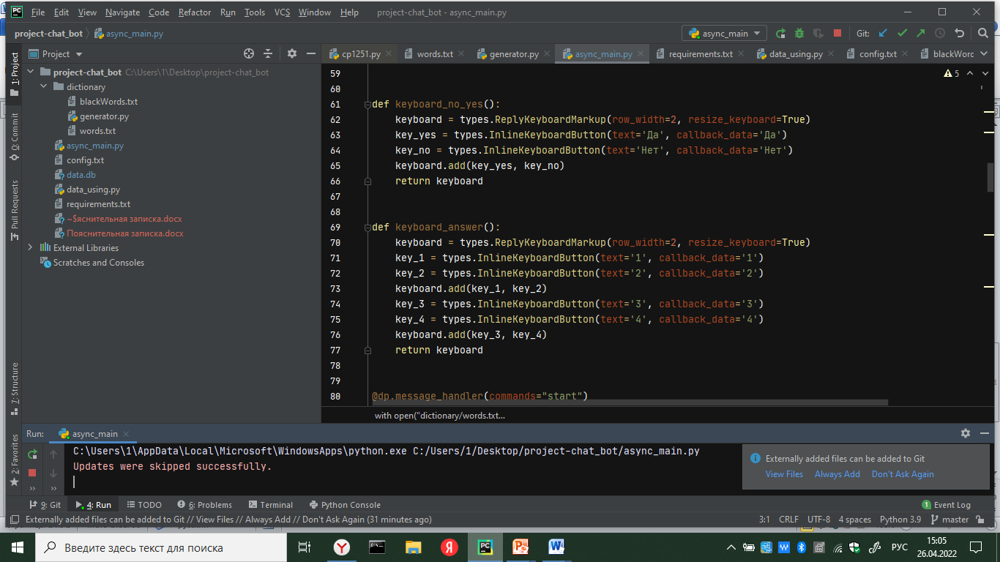 File Edit View Navigate Code Refactor Run Tools VCS Window Help project-chat_bot - async_main.py
project-chat_bot async_main.py async_main Git:
1: Project
0: Commit
Pull Requests
7: Structure
2: Favorites
Project
project-chat_bot C:\Users\1\Desktop\project-chat_bot
dictionary
blackWords.txt
generator.py
words.txt
async_main.py
config.txt
data.db
data_using.py
requirements.txt
~$яснительная записка.docx
Пояснительная записка.docx
External Libraries
Scratches and Consoles
cp1251.py words.txt generator.py async_main.py requirements.txt data_using.py config.txt blackWorc
5
59
60
61 def keyboard_no_yes():
62 keyboard = types.ReplyKeyboardMarkup(row_width=2, resize_keyboard=True)
63 key_yes = types.InlineKeyboardButton(text='Да', callback_data='Да')
64 key_no = types.InlineKeyboardButton(text='Нет', callback_data='Нет')
65 keyboard.add(key_yes, key_no)
66 return keyboard
67
68
69 def keyboard_answer():
70 keyboard = types.ReplyKeyboardMarkup(row_width=2, resize_keyboard=True)
71 key_1 = types.InlineKeyboardButton(text='1', callback_data='1')
72 key_2 = types.InlineKeyboardButton(text='2', callback_data='2')
73 keyboard.add(key_1, key_2)
74 key_3 = types.InlineKeyboardButton(text='3', callback_data='3')
75 key_4 = types.InlineKeyboardButton(text='4', callback_data='4')
76 keyboard.add(key_3, key_4)
77 return keyboard
78
79
80 @dp.message_handler(commands="start")
with open("dictionary/words.txt...
Run: async_main
C:\Users\1\AppData\Local\Microsoft\WindowsApps\python.exe C:/Users/1/Desktop/project-chat_bot/async_main.py
Updates were skipped successfully.
Externally added files can be added to Git
View Files Always Add Don't Ask Again
9: Git 4: Run TODO 6: Problems Terminal Python Console 1 Event Log
Externally added files can be added to Git // View Files // Always Add // Don't Ask Again (31 minutes ago) 3:1 CRLF UTF-8 4 spaces Python 3.9 master
Введите здесь текст для поиска РУС 15:05
26.04.2022